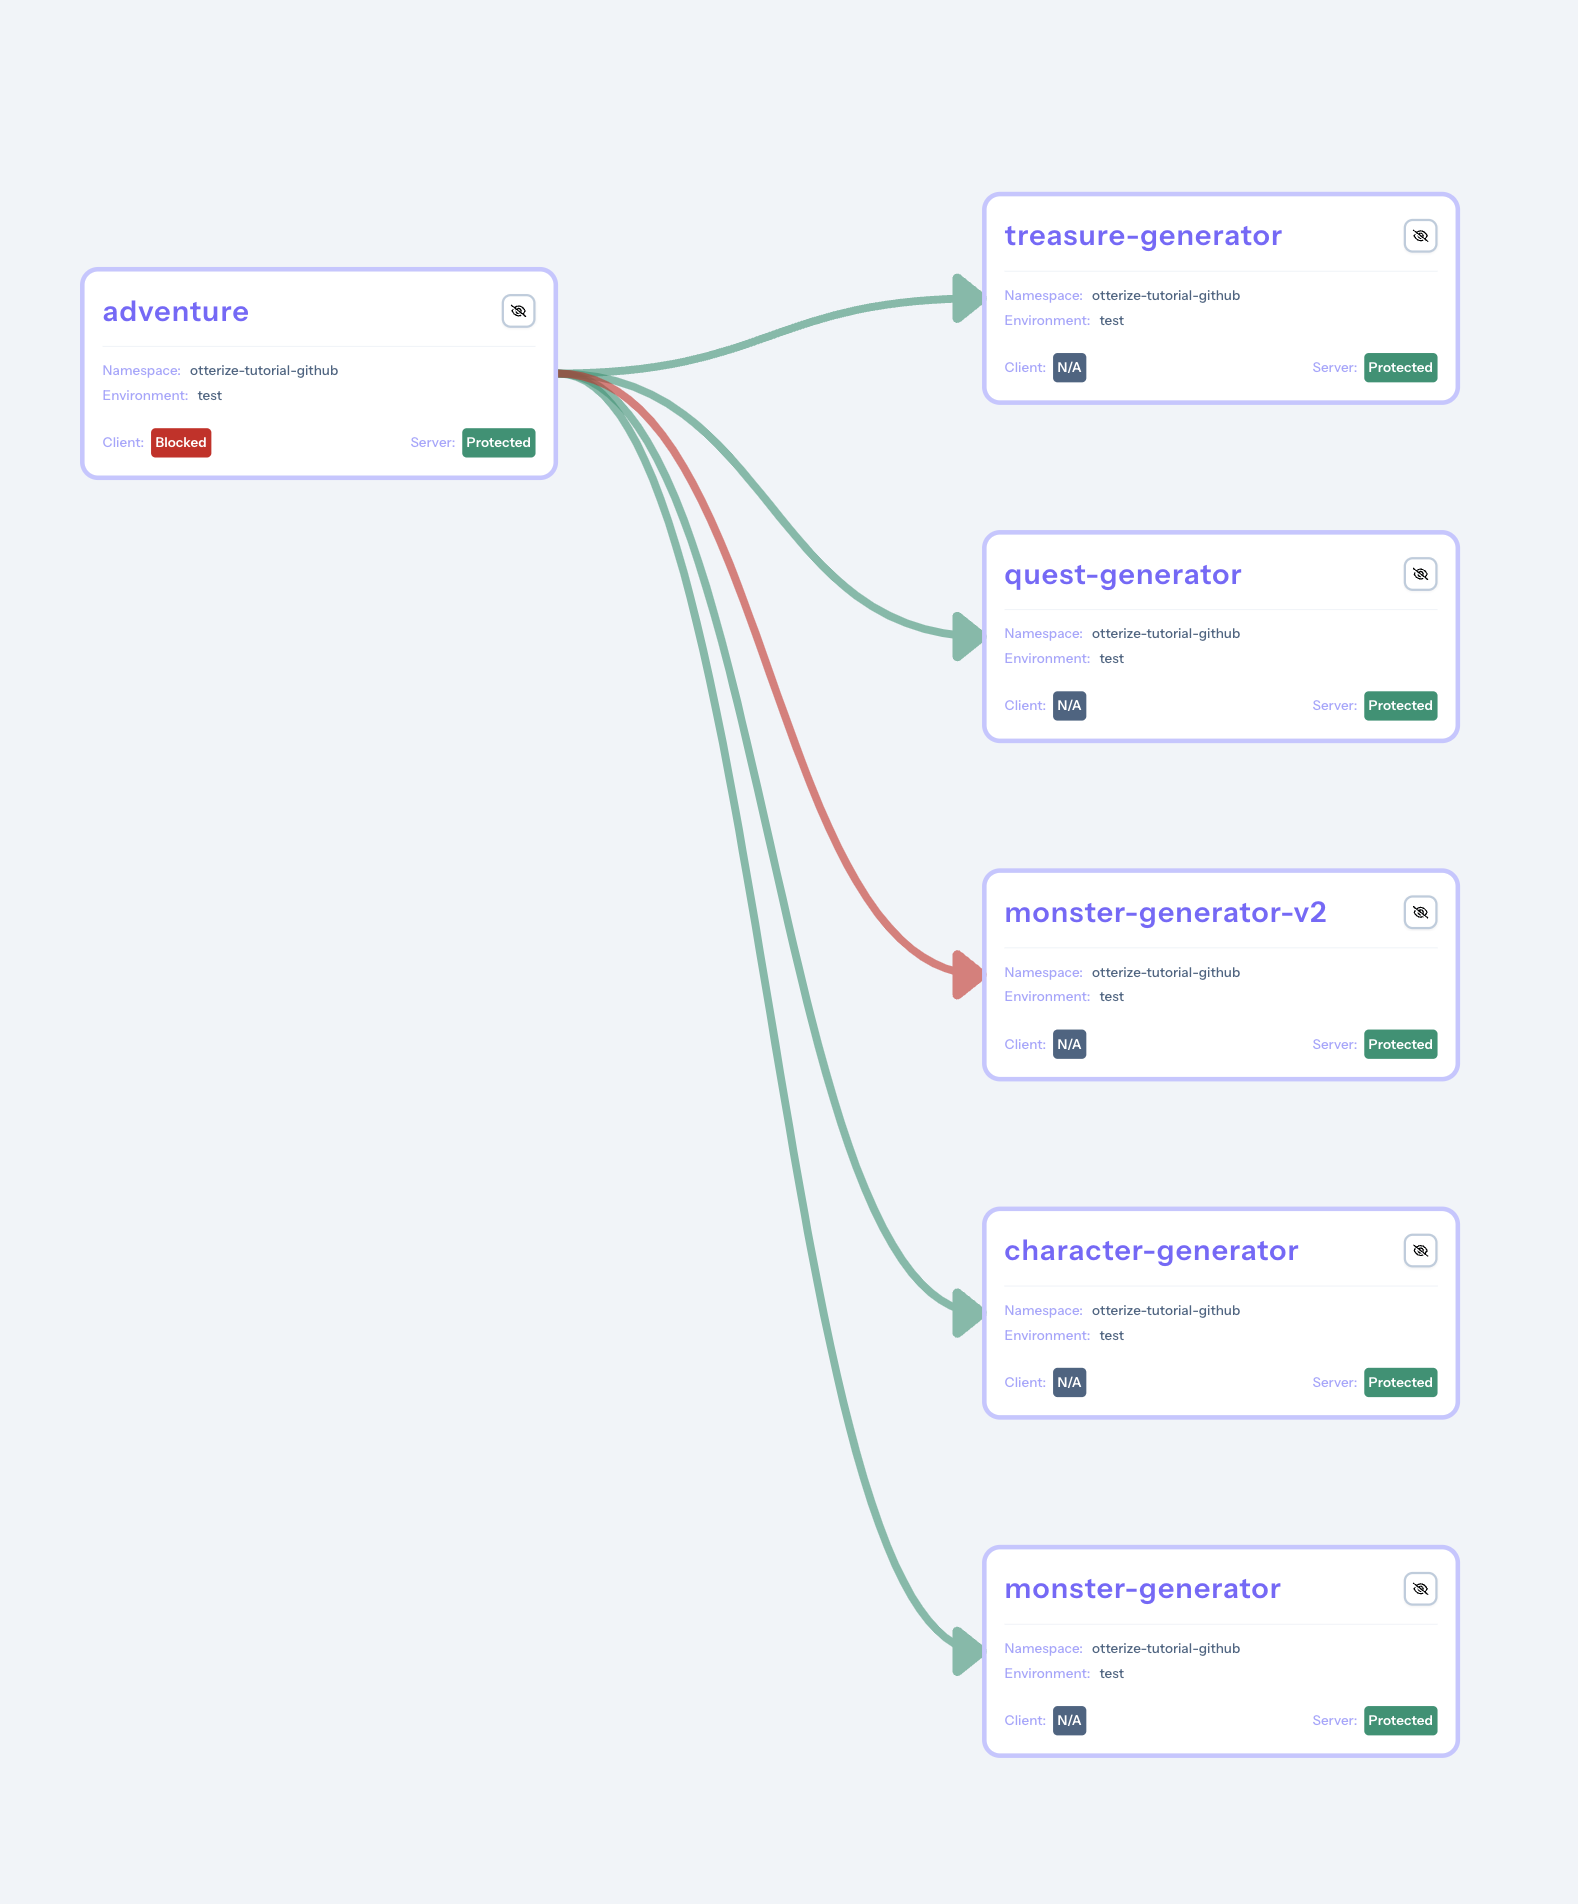 adventure
Namespace: otterize-tutorial-github
Environment: test
Client: Blocked Server: Protected
treasure-generator
Namespace: otterize-tutorial-github
Environment: test
Client: N/A Server: Protected
quest-generator
Namespace: otterize-tutorial-github
Environment: test
Client: N/A Server: Protected
monster-generator-v2
Namespace: otterize-tutorial-github
Environment: test
Client: N/A Server: Protected
character-generator
Namespace: otterize-tutorial-github
Environment: test
Client: N/A Server: Protected
monster-generator
Namespace: otterize-tutorial-github
Environment: test
Client: N/A Server: Protected